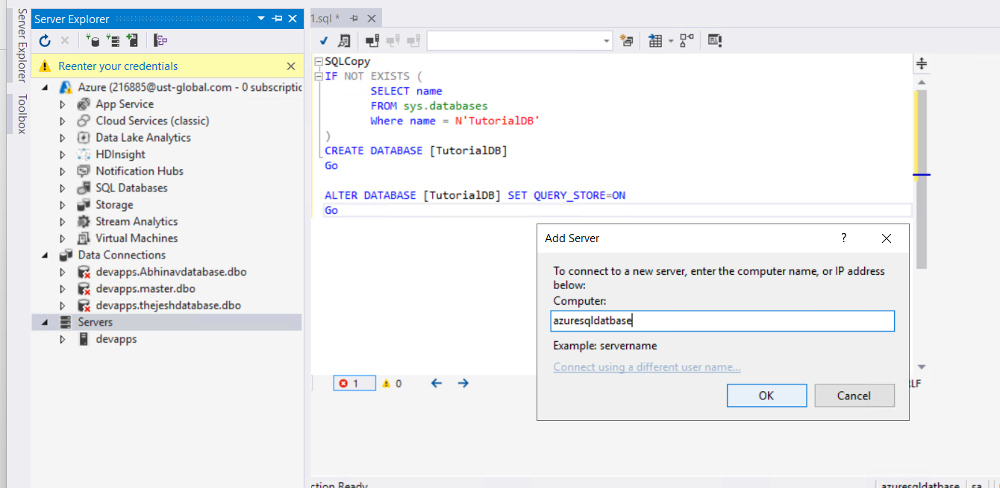 Server Explorer
Toolbox
Server Explorer
Reenter your credentials
Azure (216885@ust-global.com - 0 subscriptic
App Service
Cloud Services (classic)
Data Lake Analytics
HDInsight
Notification Hubs
SQL Databases
Storage
Stream Analytics
Virtual Machines
Data Connections
devapps.Abhinavdatabase.dbo
devapps.master.dbo
devapps.thejeshdatabase.dbo
Servers
devapps
1.sql *
SQLCopy
IF NOT EXISTS (
SELECT name
FROM sys.databases
Where name = N'TutorialDB'
)
CREATE DATABASE [TutorialDB]
Go
ALTER DATABASE [TutorialDB] SET QUERY_STORE=ON
Go
Add Server
?
To connect to a new server, enter the computer name, or IP address
below:
Computer:
azuresqldatbase
Example: servername
Connect using a different user name...
OK Cancel
1 0
LF
ction Ready
azuresqldatbase sa